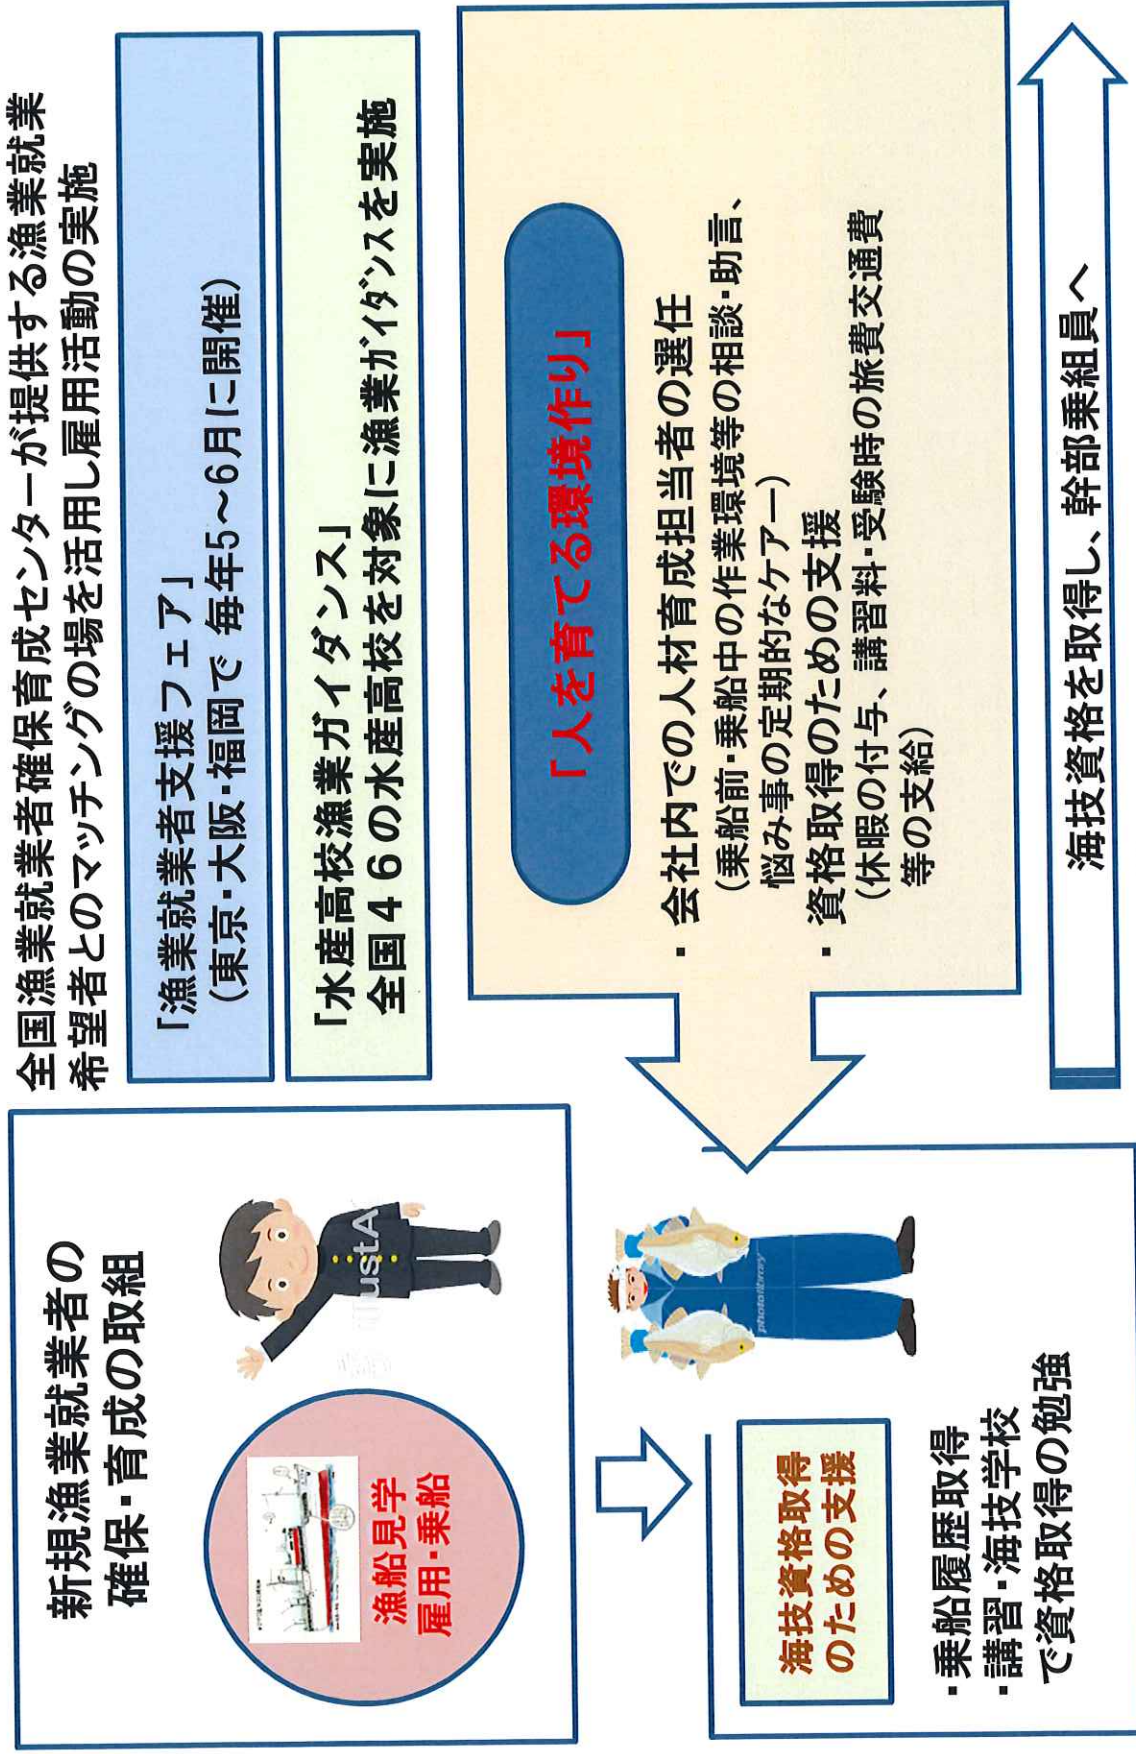 新規漁業就業者の
確保・育成の取組
漁船見学
雇用・乗船
全国漁業就業者確保育成センターが提供する漁業就業
希望者とのマッチングの場を活用し雇用活動の実施
「漁業就業者支援フェア」
(東京・大阪・福岡で 毎年5～6月に開催)
「水産高校漁業ガイダンス」
全国46の水産高校を対象に漁業ｶﾞｲﾀﾞﾝｽを実施
海技資格取得
のための支援
・乗船履歴取得
・講習・海技学校
で資格取得の勉強
photolibrary
「人を育てる環境作り」
・ 会社内での人材育成担当者の選任
(乗船前・乗船中の作業環境等の相談・助言、
悩み事の定期的なケアー)
・ 資格取得のための支援
(休暇の付与、講習料・受験時の旅費交通費
等の支給)
海技資格を取得し、幹部乗組員へ